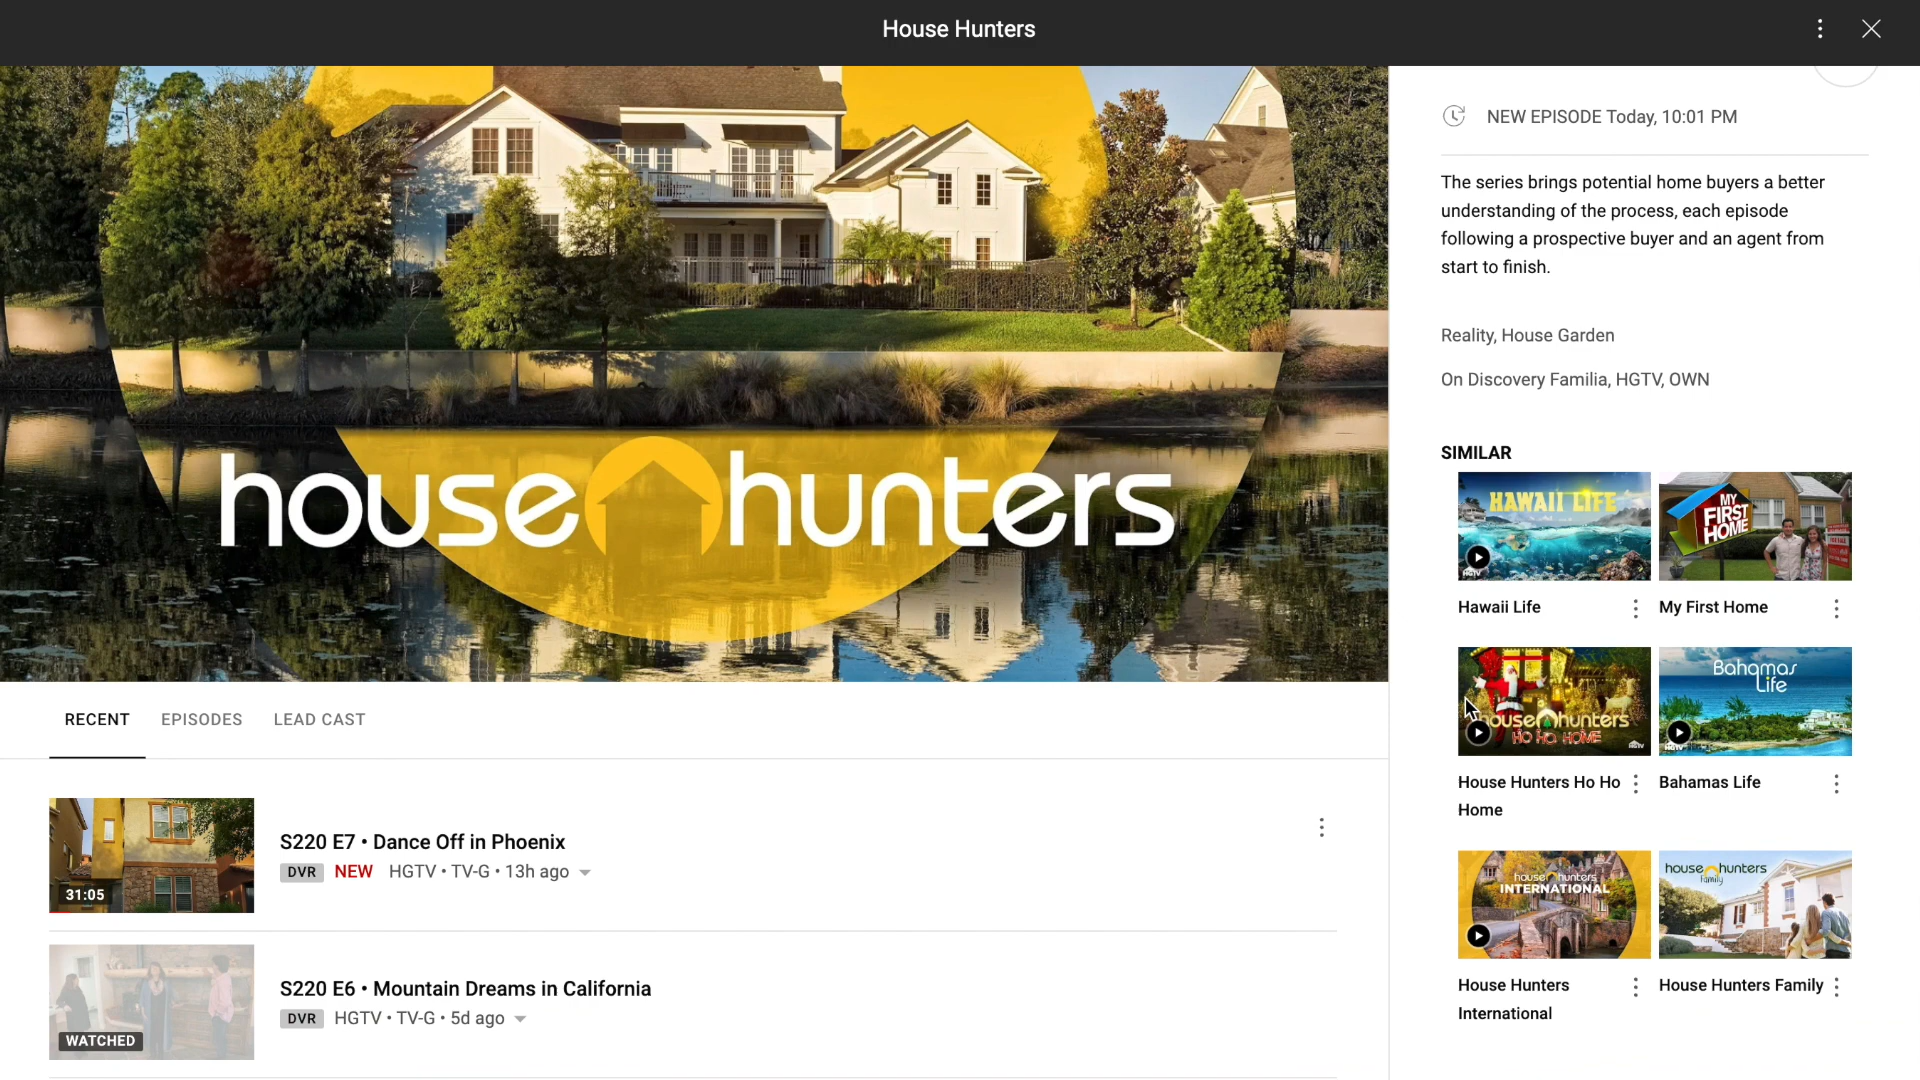 House Hunters
NEW EPISODE Today, 10:01 PM
The series brings potential home buyers a better
understanding of the process, each episode
following a prospective buyer and an agent from
start to finish.
Reality, House Garden
On Discovery Familia, HGTV, OWN
house hunters
SIMILAR
HAWAII LIFE
HGTV
MY
FIRST
HOME
Hawaii Life
My First Home
house hunters
HO HO HOME
HGTV
Bahamas
Life
HGTV
House Hunters Ho Ho
Home
Bahamas Life
house hunters
INTERNATIONAL
house hunters
family
House Hunters
International
House Hunters Family
RECENT
EPISODES
LEAD CAST
31:05
S220 E7 • Dance Off in Phoenix
DVR NEW HGTV • TV-G • 13h ago
WATCHED
S220 E6 • Mountain Dreams in California
DVR HGTV • TV-G • 5d ago